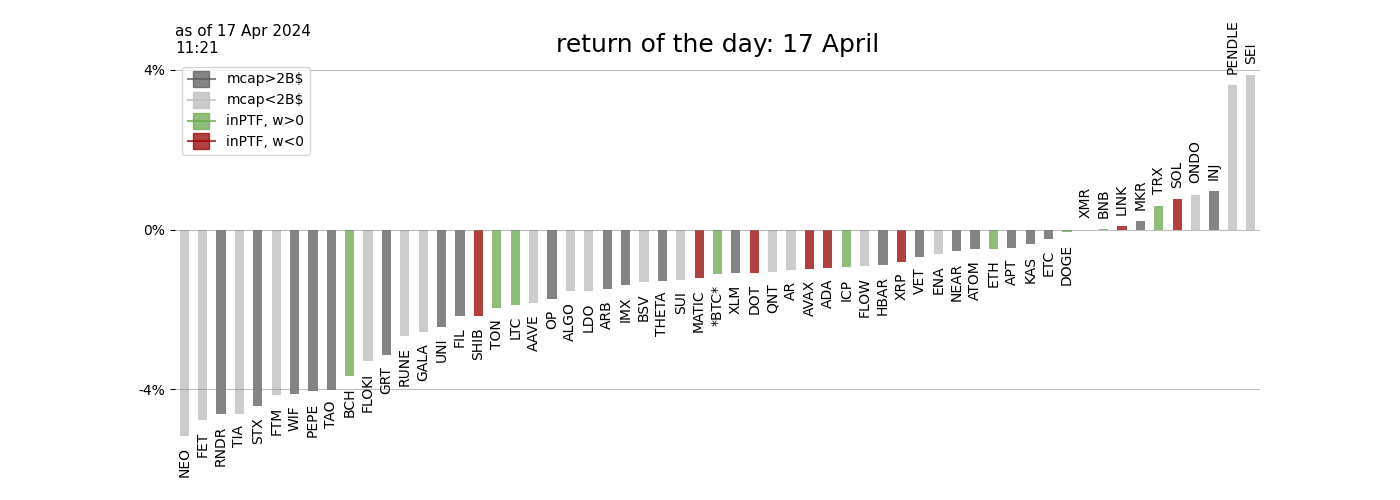 as of 17 Apr 2024
11:21
return of the day: 17 April
4%
0%
-4%
mcap>2B$
mcap<2B$
inPTF, w>0
inPTF, w<0
NEO
FET
RNDR
TIA
STX
FTM
WIF
PEPE
TAO
BCH
FLOKI
GRT
RUNE
GALA
UNI
FIL
SHIB
TON
LTC
AAVE
OP
ALGO
LDO
ARB
IMX
BSV
THETA
SUI
MATIC
*BTC*
XLM
DOT
QNT
AR
AVAX
ADA
ICP
FLOW
HBAR
XRP
VET
ENA
NEAR
ATOM
ETH
APT
KAS
ETC
DOGE
XMR
BNB
LINK
MKR
TRX
SOL
ONDO
INJ
PENDLE
SEI